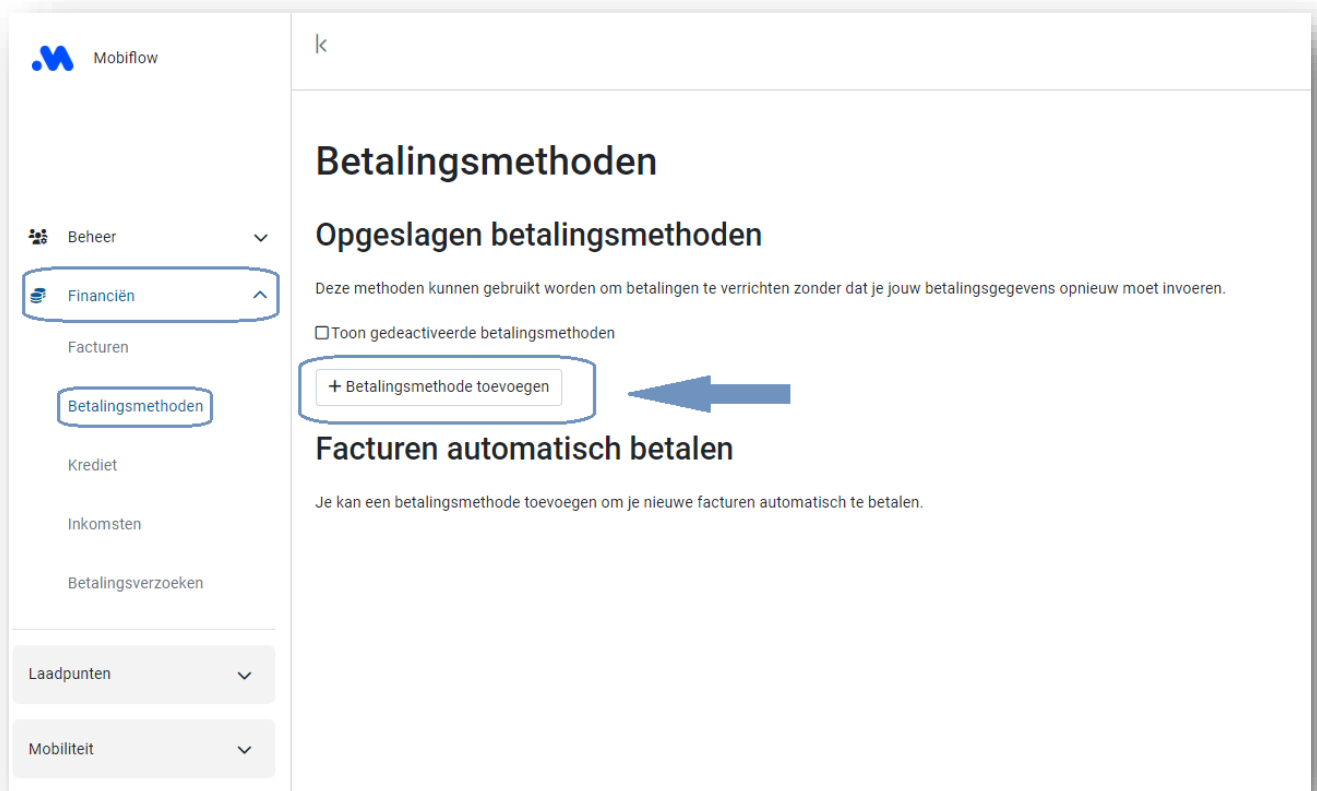 Mobiflow
Beheer
Financiën
Facturen
Betalingsmethoden
Krediet
Inkomsten
Betalingsverzoeken
Laadpunten
Mobiliteit
Betalingsmethoden
Opgeslagen betalingsmethoden
Deze methoden kunnen gebruikt worden om betalingen te verrichten zonder dat je jouw betalingsgegevens opnieuw moet invoeren.
Toon gedeactiveerde betalingsmethoden
+ Betalingsmethode toevoegen
Facturen automatisch betalen
Je kan een betalingsmethode toevoegen om je nieuwe facturen automatisch te betalen.